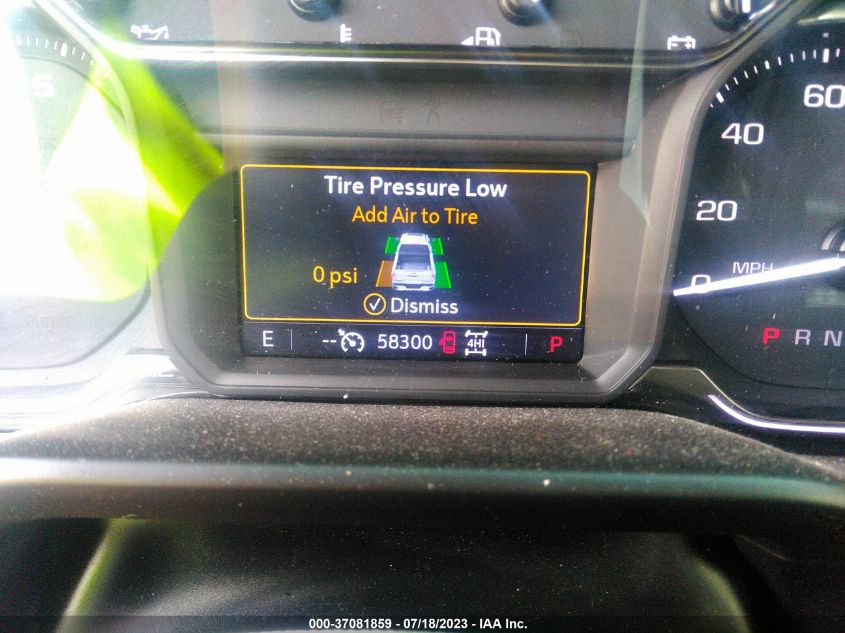 40
60
20
0
MPH
P R N
Tire Pressure Low
Add Air to Tire
0 psi
Dismiss
E -- 58300 4HI P
000-37081859 - 07/18/2023 - IAA Inc.